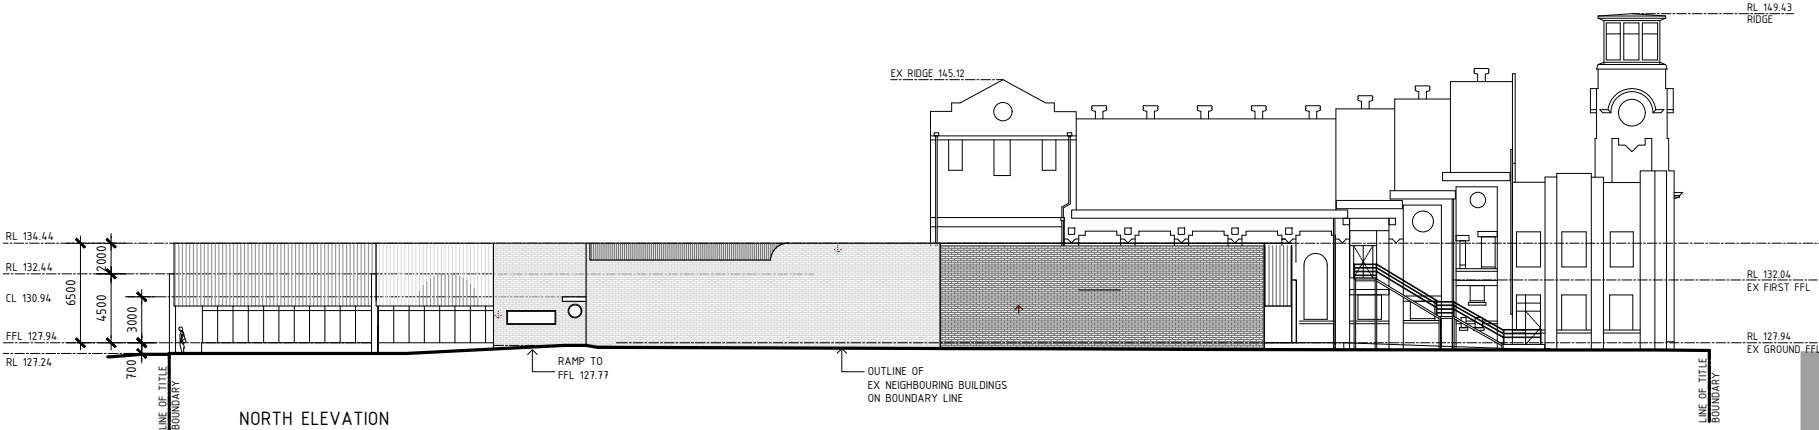 RL 149.43
RIDGE
EX RIDGE 145.12
RL 134.44
RL 132.44
CL 130.94
FFL 127.94
RL 127.24
6500
2000
4500
3000
700
RL 132.04
EX FIRST FFL
RL 127.94
EX GROUND FFL
RAMP TO
FFL 127.77
OUTLINE OF
EX NEIGHBOURING BUILDINGS
ON BOUNDARY LINE
LINE OF TITLE
BOUNDARY
LINE OF TITLE
BOUNDARY
NORTH ELEVATION